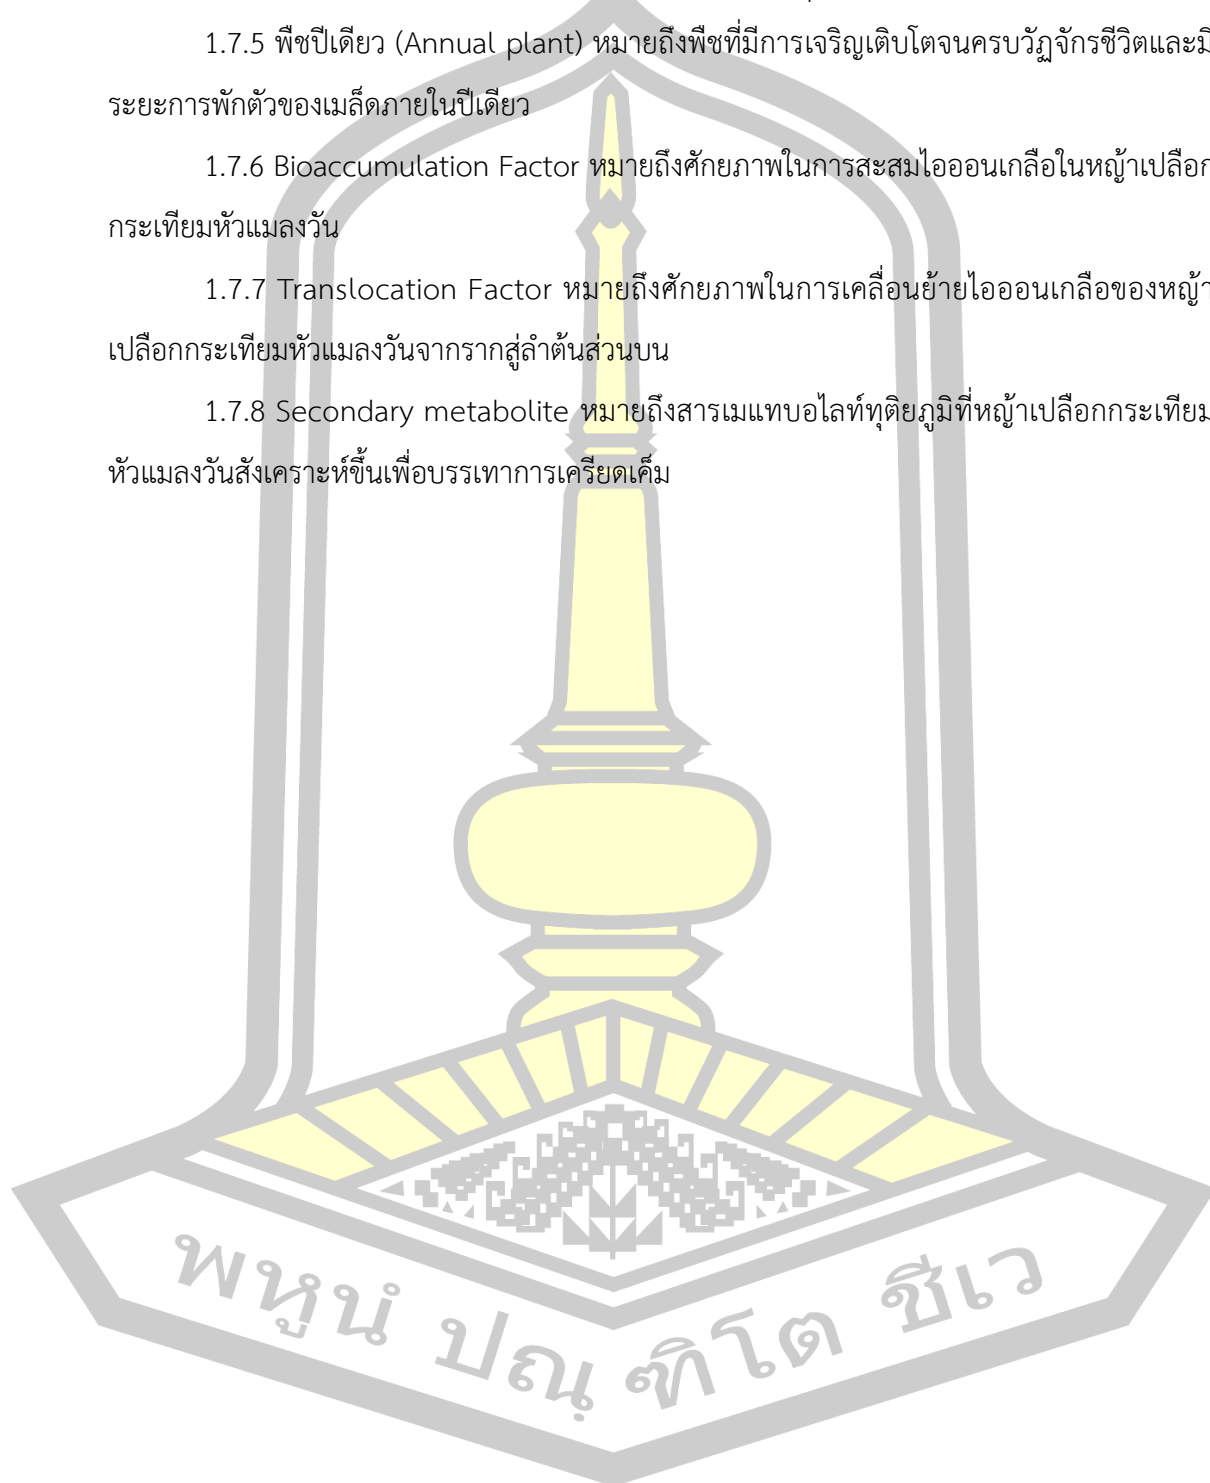 1.7.5 พืชปีเดียว (Annual plant) หมายถึงพืชที่มีการเจริญเติบโตจนครบวัฏจักรชีวิตและมี
ระยะการพักตัวของเมล็ดภายในปีเดียว
1.7.6 Bioaccumulation Factor หมายถึงศักยภาพในการสะสมไอออนเกลือในหญ้าเปลือก
กระเทียมหัวแมลงวัน
1.7.7 Translocation Factor หมายถึงศักยภาพในการเคลื่อนย้ายไอออนเกลือของหญ้า
เปลือกกระเทียมหัวแมลงวันจากรากสู่ลำต้นส่วนบน
1.7.8 Secondary metabolite หมายถึงสารเมแทบอไลท์ทุติยภูมิที่หญ้าเปลือกกระเทียม
หัวแมลงวันสังเคราะห์ขึ้นเพื่อบรรเทาการเครียดเค็ม
พหูนํ ปณฺฑิโต ชีเว